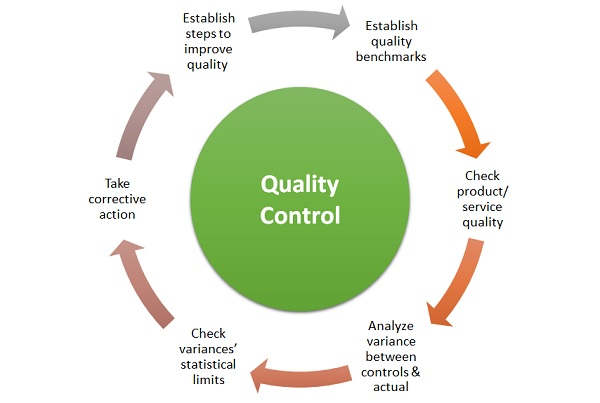 Quality
Control
Establish
quality
benchmarks
Check
product/
service
quality
Analyze
variance
between
controls &
actual
Check
variances'
statistical
limits
Take
corrective
action
Establish
steps to
improve
quality